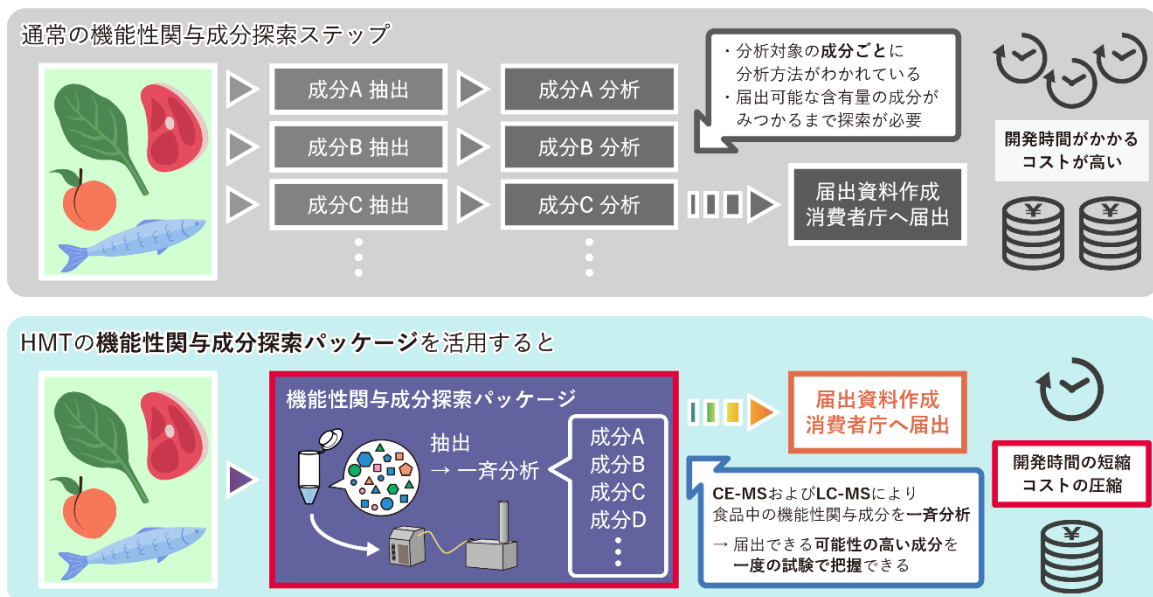 通常の機能性関与成分探索ステップ
成分A 抽出
成分A 分析
成分B 抽出
成分B 分析
成分C 抽出
成分C 分析
・分析対象の成分ごとに
分析方法がわかれている
・届出可能な含有量の成分が
みつかるまで探索が必要
届出資料作成
消費者庁へ届出
開発時間がかかる
コストが高い
¥
¥
HMTの機能性関与成分探索パッケージを活用すると
機能性関与成分探索パッケージ
抽出
→ 一斉分析
成分A
成分B
成分C
成分D
届出資料作成
消費者庁へ届出
CE-MSおよびLC-MSにより
食品中の機能性関与成分を一斉分析
→ 届出できる可能性の高い成分を
一度の試験で把握できる
開発時間の短縮
コストの圧縮
¥